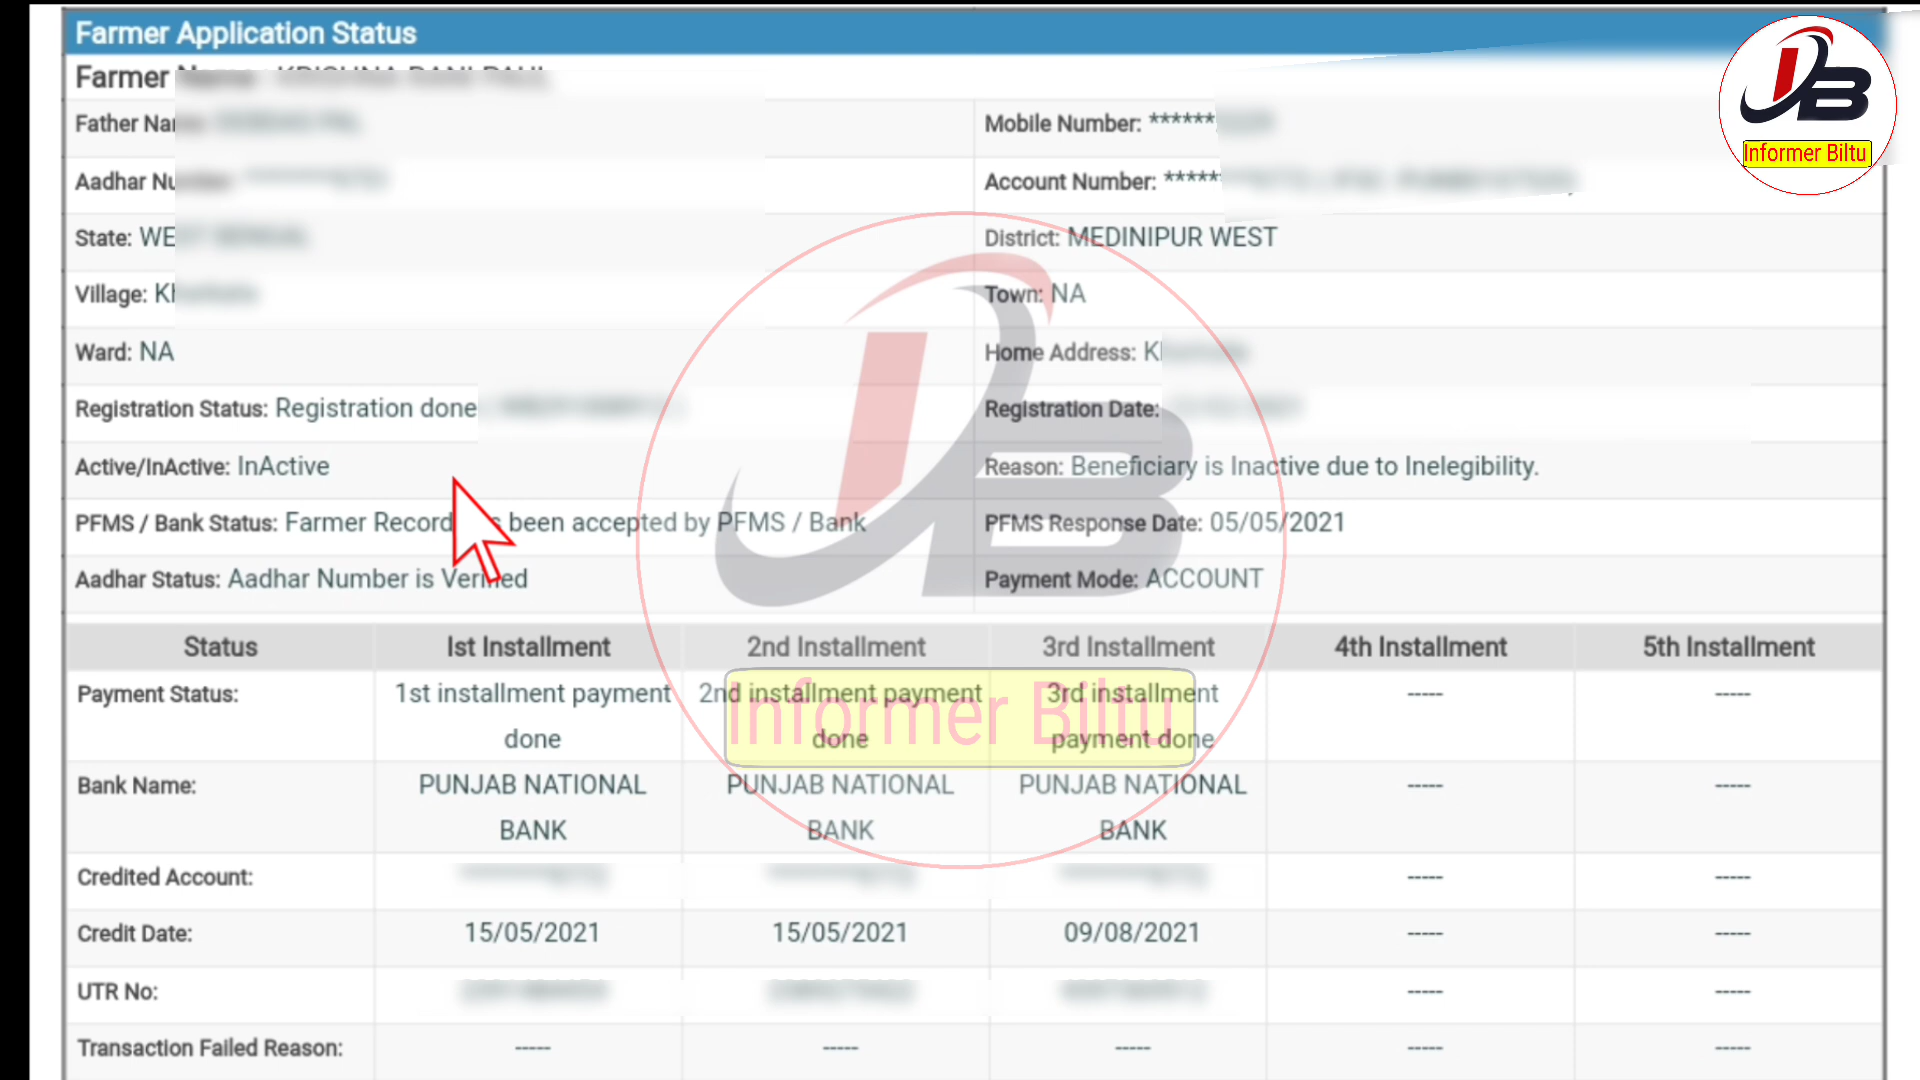 Farmer Application Status
Farmer
Father
Mobile Number: ******
Aadhar
Account Number: ******
State:
District: MEDINIPUR WEST
Village:
Town: NA
Ward: NA
Home Address:
Registration Status: Registration done
Registration Date:
Active/InActive: InActive
Reason: Beneficiary is Inactive due to Inelegibility.
PFMS / Bank Status: Farmer Record been accepted by PFMS / Bank
PFMS Response Date: 05/05/2021
Aadhar Status: Aadhar Number is Verified
Payment Mode: ACCOUNT
Status Ist Installment 2nd Installment 3rd Installment 4th Installment 5th Installment
Payment Status: 1st installment payment 2nd installment payment 3rd installment ----- -----
done done payment done
Bank Name: PUNJAB NATIONAL PUNJAB NATIONAL PUNJAB NATIONAL ----- -----
BANK BANK BANK
Credited Account: ----- -----
Credit Date: 15/05/2021 15/05/2021 09/08/2021 ----- -----
UTR No: ----- -----
Transaction Failed Reason: ----- ----- ----- ----- -----
Informer Biltu
Informer Biltu